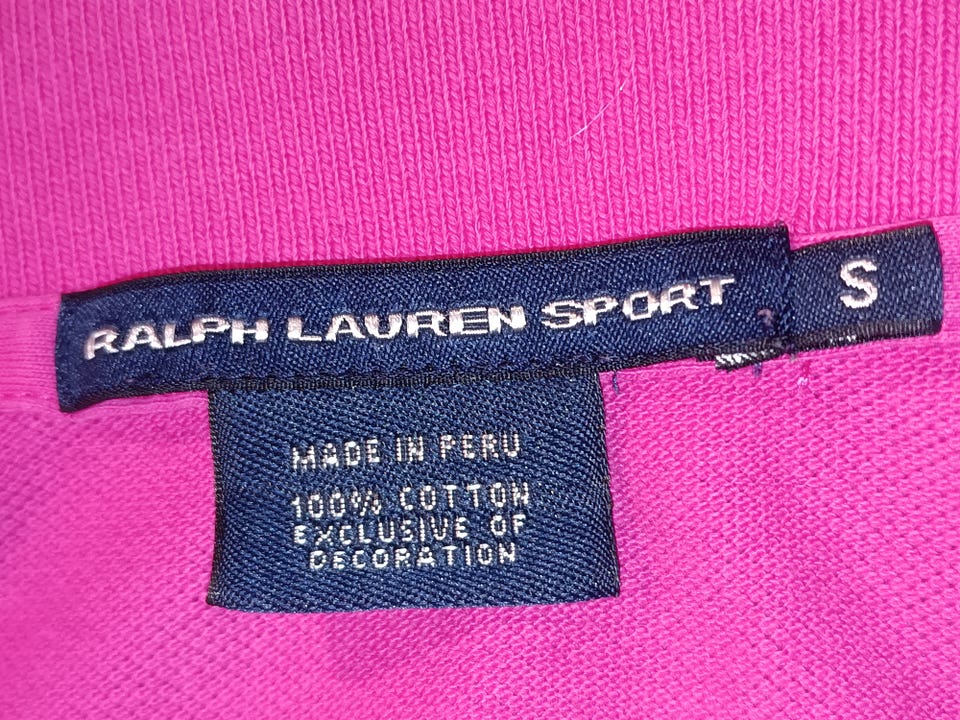 RALPH LAUREN SPORT
S
MADE IN PERU
100% COTTON
EXCLUSIVE OF
DECORATION